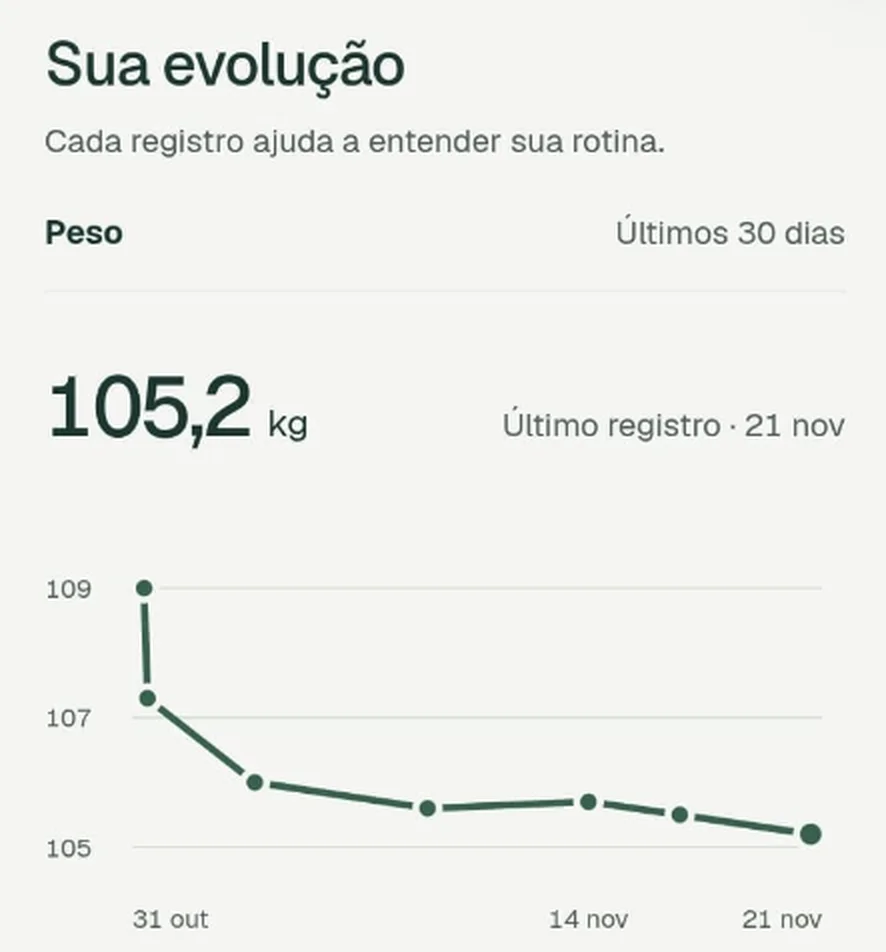 Sua evolução
Cada registro ajuda a entender sua rotina.
Peso Últimos 30 dias
105,2 kg Último registro · 21 nov
109
107
105
31 out 14 nov 21 nov